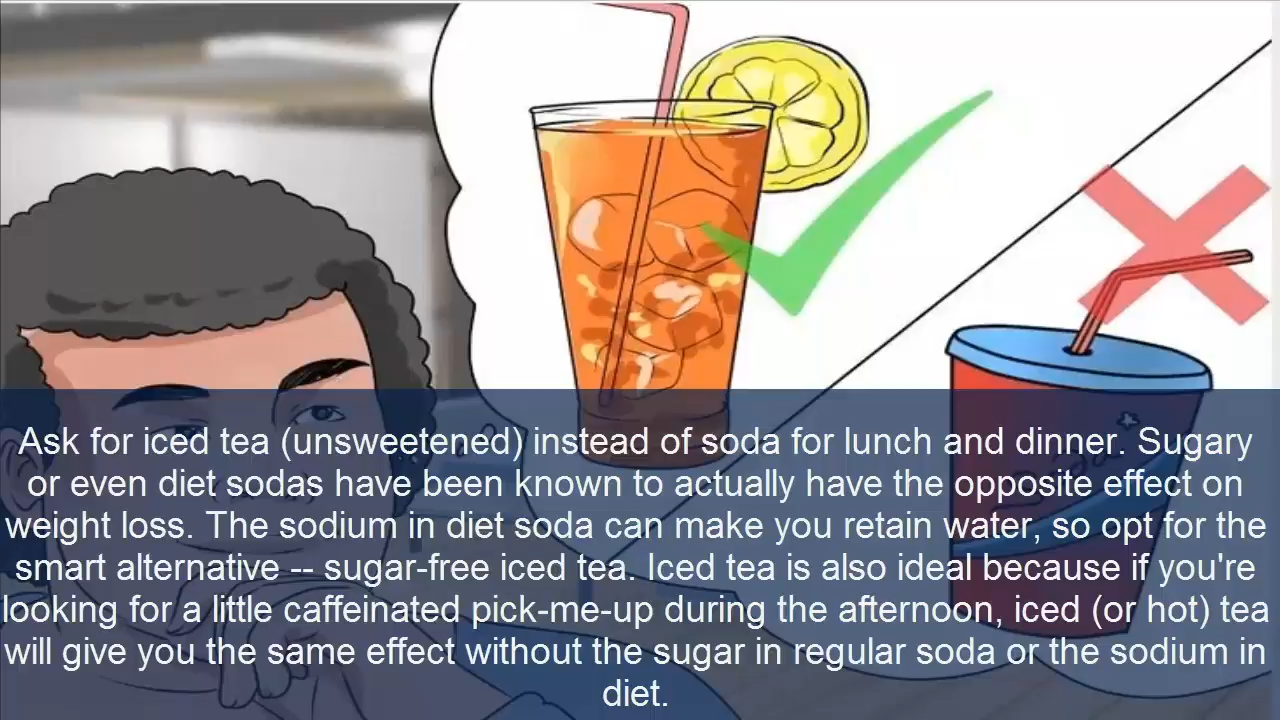 Ask for iced tea (unsweetened) instead of soda for lunch and dinner. Sugary
or even diet sodas have been known to actually have the opposite effect on
weight loss. The sodium in diet soda can make you retain water, so opt for the
smart alternative -- sugar-free iced tea. Iced tea is also ideal because if you're
looking for a little caffeinated pick-me-up during the afternoon, iced (or hot) tea
will give you the same effect without the sugar in regular soda or the sodium in
diet.